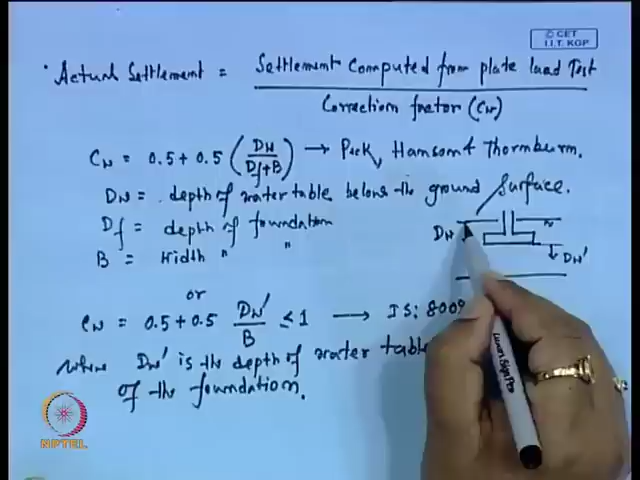 © CET
I.I.T. KGP
Actual Settlement = Settlement Computed from plate load Test
Correction factor (CW)
CW = 0.5 + 0.5 (DW / Df + B) → Peck, Hanson & Thornburn.
DW = depth of water table below the ground surface.
Df = depth of foundation
B = Width " "
DW
DW'
or
CW = 0.5 + 0.5 DW' / B ≤ 1 → IS: 8009
where DW' is the depth of water table
of the foundation.
Luxor Sign Pen
NPTEL